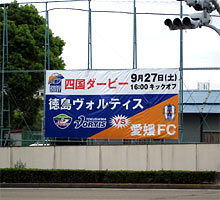 四国ダービー 9月27日(土)
16:00 キックオフ
徳島ヴォルティス
VORTIS VS 愛媛FC